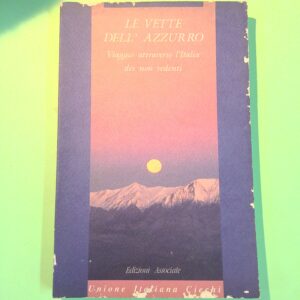 LE VETTE
DELL' AZZURRO
Viaggio attraverso l'Italia
dei non vedenti
Edizioni Associate
Unione Italiana Ciechi